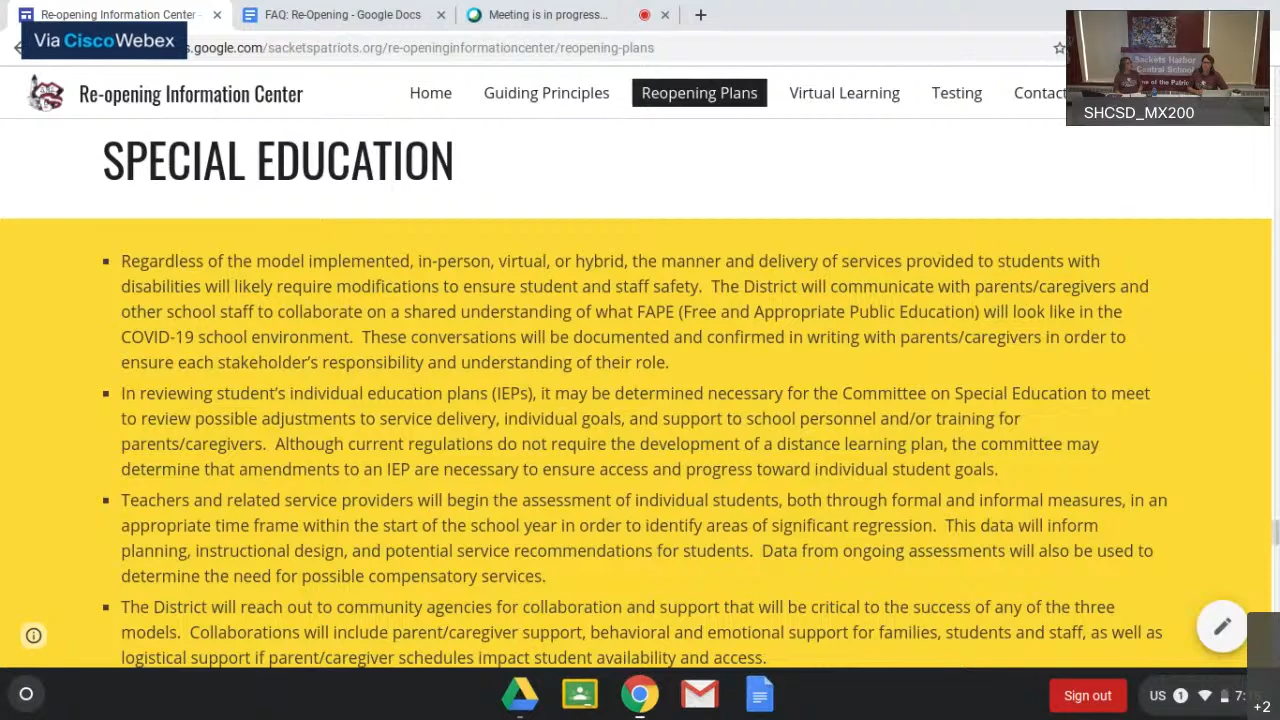 Re-opening Information Center -
FAQ: Re-Opening - Google Docs
Meeting is in progress...
Via CiscoWebex
s.google.com/sacketspatriots.org/re-openinginformationcenter/reopening-plans
Re-opening Information Center
Guiding Principles
Reopening Plans
Virtual Learning
Testing
Contact
Sackets Harbor
Central School
SHCSD_MX200
SPECIAL EDUCATION
▪ Regardless of the model implemented, in-person, virtual, or hybrid, the manner and delivery of services provided to students with
disabilities will likely require modifications to ensure student and staff safety. The District will communicate with parents/caregivers and
other school staff to collaborate on a shared understanding of what FAPE (Free and Appropriate Public Education) will look like in the
COVID-19 school environment. These conversations will be documented and confirmed in writing with parents/caregivers in order to
ensure each stakeholder's responsibility and understanding of their role.
▪ In reviewing student's individual education plans (IEPs), it may be determined necessary for the Committee on Special Education to meet
to review possible adjustments to service delivery, individual goals, and support to school personnel and/or training for
parents/caregivers. Although current regulations do not require the development of a distance learning plan, the committee may
determine that amendments to an IEP are necessary to ensure access and progress toward individual student goals.
▪ Teachers and related service providers will begin the assessment of individual students, both through formal and informal measures, in an
appropriate time frame within the start of the school year in order to identify areas of significant regression. This data will inform
planning, instructional design, and potential service recommendations for students. Data from ongoing assessments will also be used to
determine the need for possible compensatory services.
▪ The District will reach out to community agencies for collaboration and support that will be critical to the success of any of the three
models. Collaborations will include parent/caregiver support, behavioral and emotional support for families, students and staff, as well as
logistical support if parent/caregiver schedules impact student availability and access.
Sign out
US
1
+2